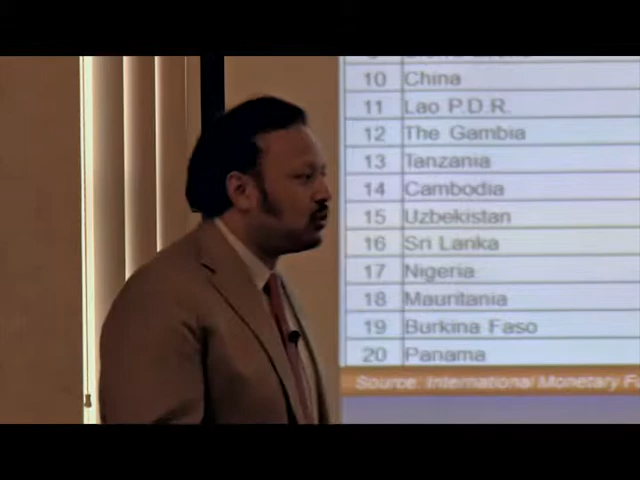 10 China
11 Lao P.D.R.
12 The Gambia
13 Tanzania
14 Cambodia
15 Uzbekistan
16 Sri Lanka
17 Nigeria
18 Mauritania
19 Burkina Faso
20 Panama
Source: International Monetary